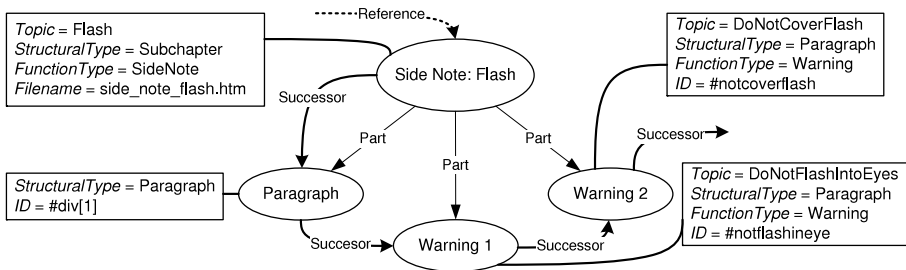 Reference
Topic = Flash
StructuralType = Subchapter
FunctionType = SideNote
Filename = side_note_flash.htm
Side Note: Flash
Topic = DoNotCoverFlash
StructuralType = Paragraph
FunctionType = Warning
ID = #notcoverflash
Successor
Part
Part
Part
Successor
StructuralType = Paragraph
ID = #div[1]
Paragraph
Warning 2
Topic = DoNotFlashIntoEyes
StructuralType = Paragraph
FunctionType = Warning
ID = #notflashineye
Succesor
Warning 1
Successor